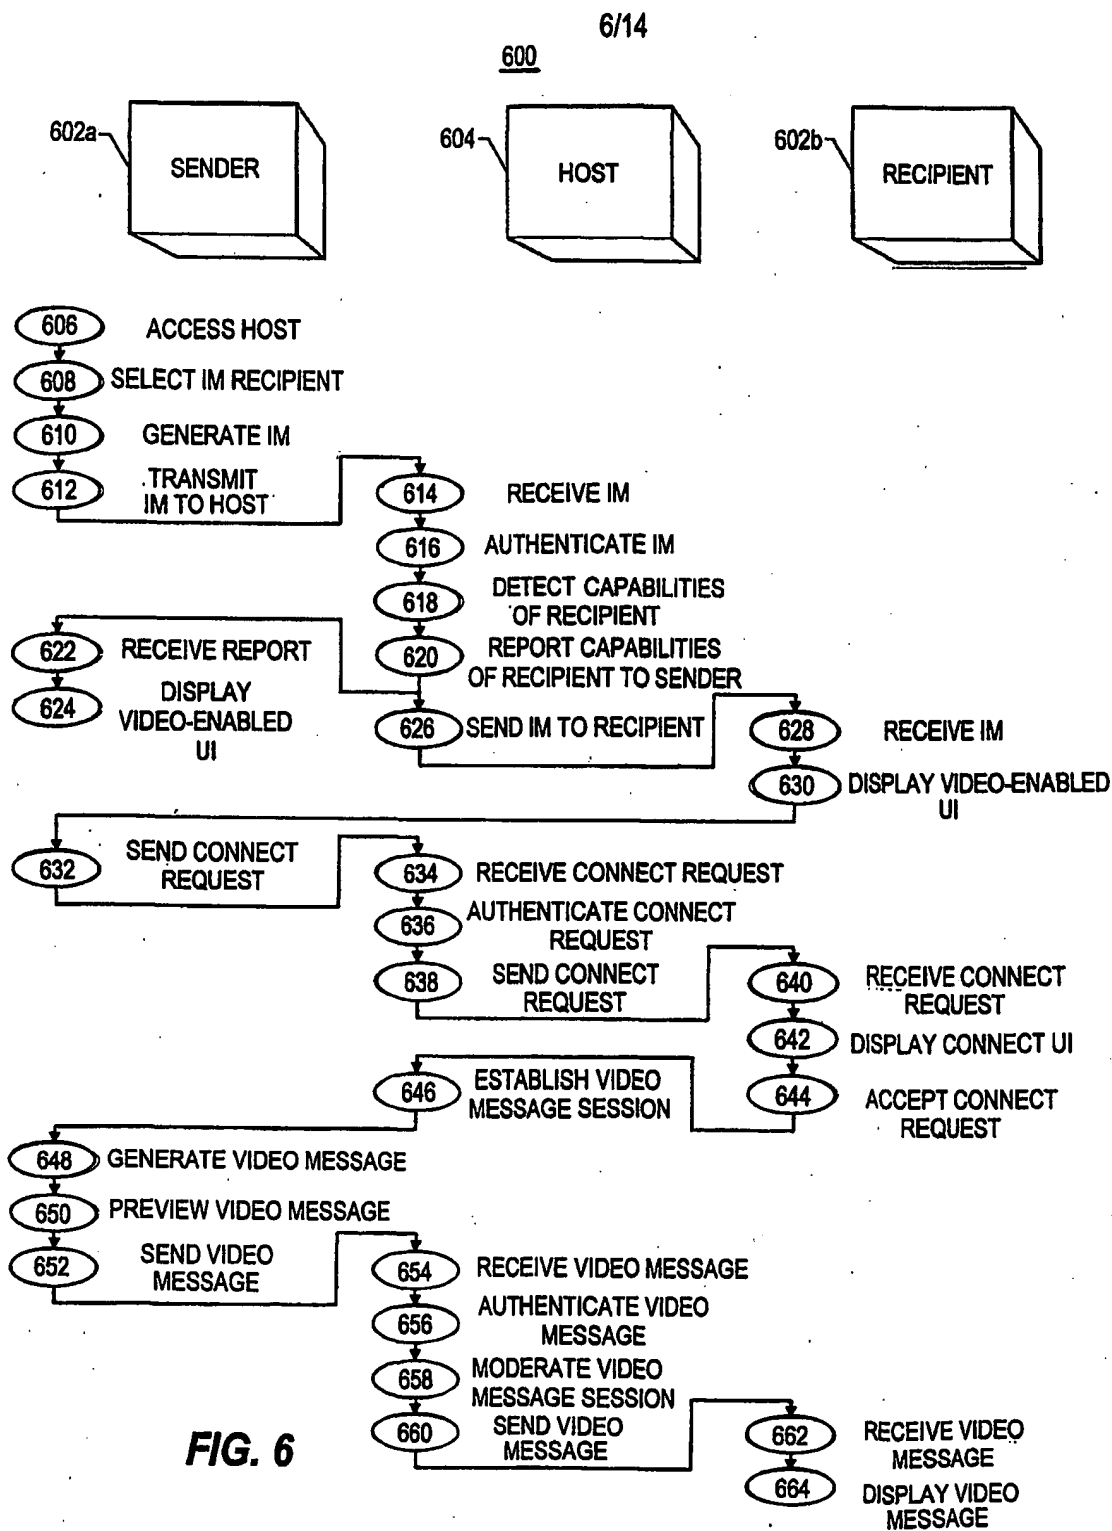 6/14
600
602a
SENDER
604
HOST
602b
RECIPIENT
606 ACCESS HOST
608 SELECT IM RECIPIENT
610 GENERATE IM
612 TRANSMIT
IM TO HOST
614 RECEIVE IM
616 AUTHENTICATE IM
618 DETECT CAPABILITIES
OF RECIPIENT
620 REPORT CAPABILITIES
OF RECIPIENT TO SENDER
622 RECEIVE REPORT
624 DISPLAY
VIDEO-ENABLED
UI
626 SEND IM TO RECIPIENT
628 RECEIVE IM
630 DISPLAY VIDEO-ENABLED
UI
632 SEND CONNECT
REQUEST
634 RECEIVE CONNECT REQUEST
636 AUTHENTICATE CONNECT
REQUEST
638 SEND CONNECT
REQUEST
640 RECEIVE CONNECT
REQUEST
642 DISPLAY CONNECT UI
644 ACCEPT CONNECT
REQUEST
646 ESTABLISH VIDEO
MESSAGE SESSION
648 GENERATE VIDEO MESSAGE
650 PREVIEW VIDEO MESSAGE
652 SEND VIDEO
MESSAGE
654 RECEIVE VIDEO MESSAGE
656 AUTHENTICATE VIDEO
MESSAGE
658 MODERATE VIDEO
MESSAGE SESSION
660 SEND VIDEO
MESSAGE
662 RECEIVE VIDEO
MESSAGE
664 DISPLAY VIDEO
MESSAGE
FIG. 6